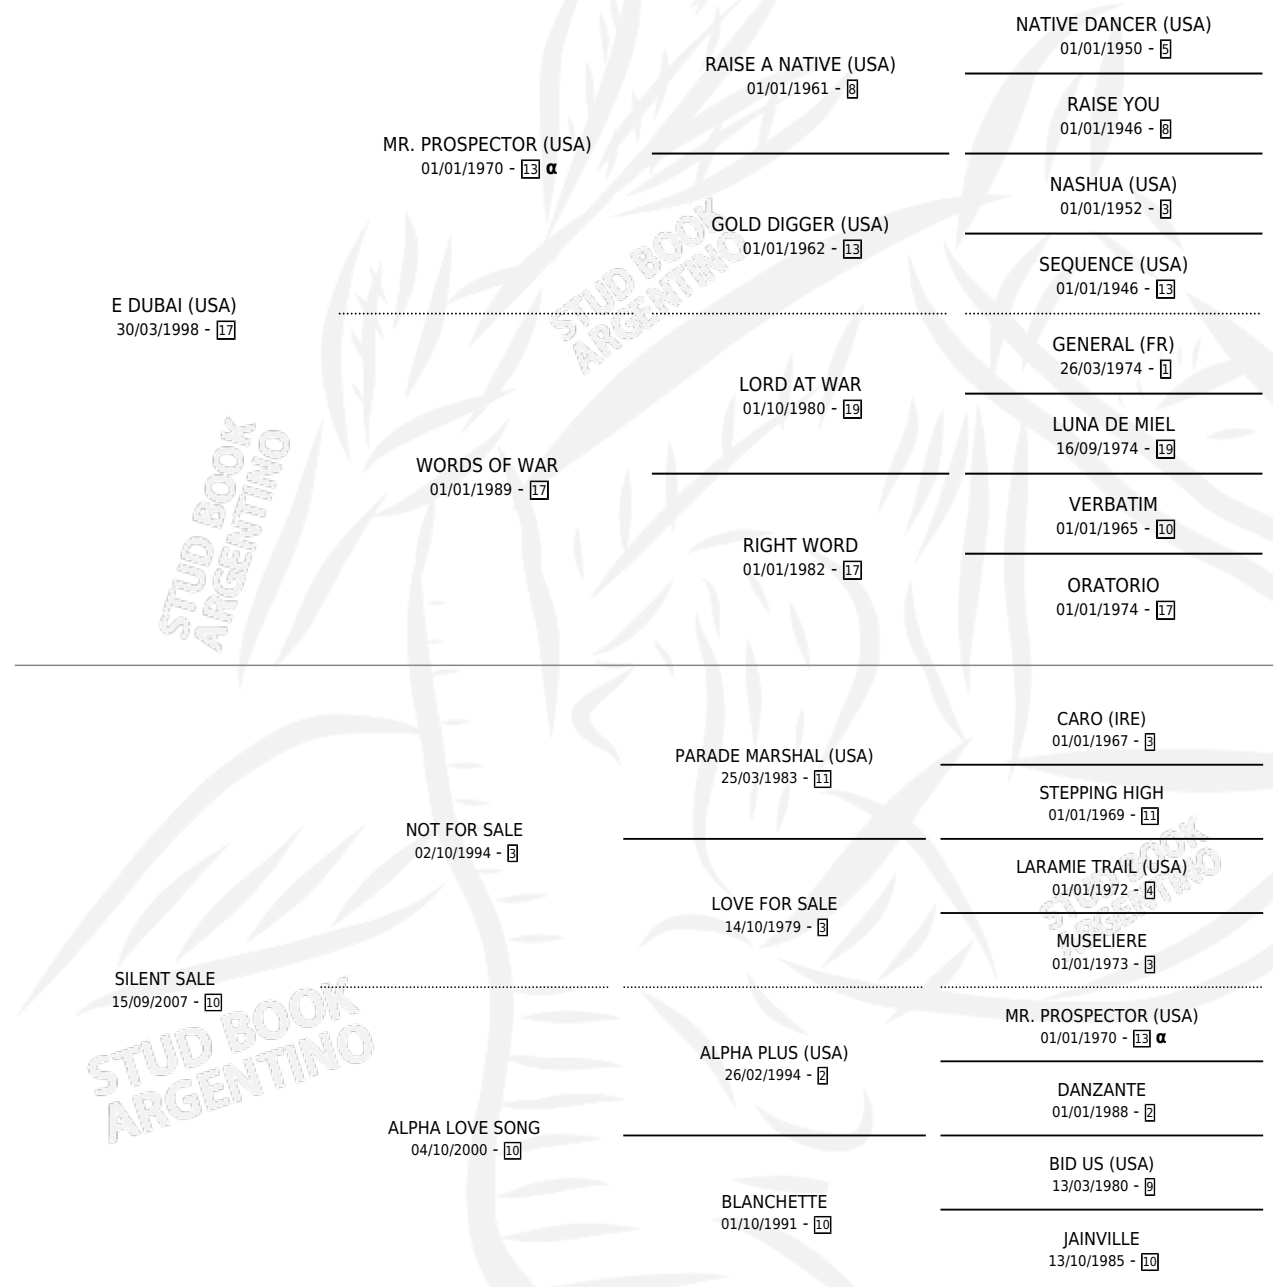 NATIVE DANCER (USA)
01/01/1950 - 5
RAISE A NATIVE (USA)
01/01/1961 - 8
RAISE YOU
01/01/1946 - 8
MR. PROSPECTOR (USA)
01/01/1970 - 13 α
NASHUA (USA)
01/01/1952 - 3
GOLD DIGGER (USA)
01/01/1962 - 13
SEQUENCE (USA)
01/01/1946 - 13
STUD BOOK
ARGENTINO
E DUBAI (USA)
30/03/1998 - 17
GENERAL (FR)
26/03/1974 - 1
LORD AT WAR
01/10/1980 - 19
LUNA DE MIEL
16/09/1974 - 19
WORDS OF WAR
01/01/1989 - 17
VERBATIM
01/01/1965 - 10
RIGHT WORD
01/01/1982 - 17
ORATORIO
01/01/1974 - 17
STUD BOOK
ARGENTINO
CARO (IRE)
01/01/1967 - 3
PARADE MARSHAL (USA)
25/03/1983 - 11
STEPPING HIGH
01/01/1969 - 11
NOT FOR SALE
02/10/1994 - 3
LARAMIE TRAIL (USA)
01/01/1972 - 4
LOVE FOR SALE
14/10/1979 - 3
MUSELIERE
01/01/1973 - 3
STUD BOOK
ARGENTINO
SILENT SALE
15/09/2007 - 10
MR. PROSPECTOR (USA)
01/01/1970 - 13 α
ALPHA PLUS (USA)
26/02/1994 - 2
DANZANTE
01/01/1988 - 2
STUD BOOK
ARGENTINO
ALPHA LOVE SONG
04/10/2000 - 10
BID US (USA)
13/03/1980 - 9
BLANCHETTE
01/10/1991 - 10
JAINVILLE
13/10/1985 - 10